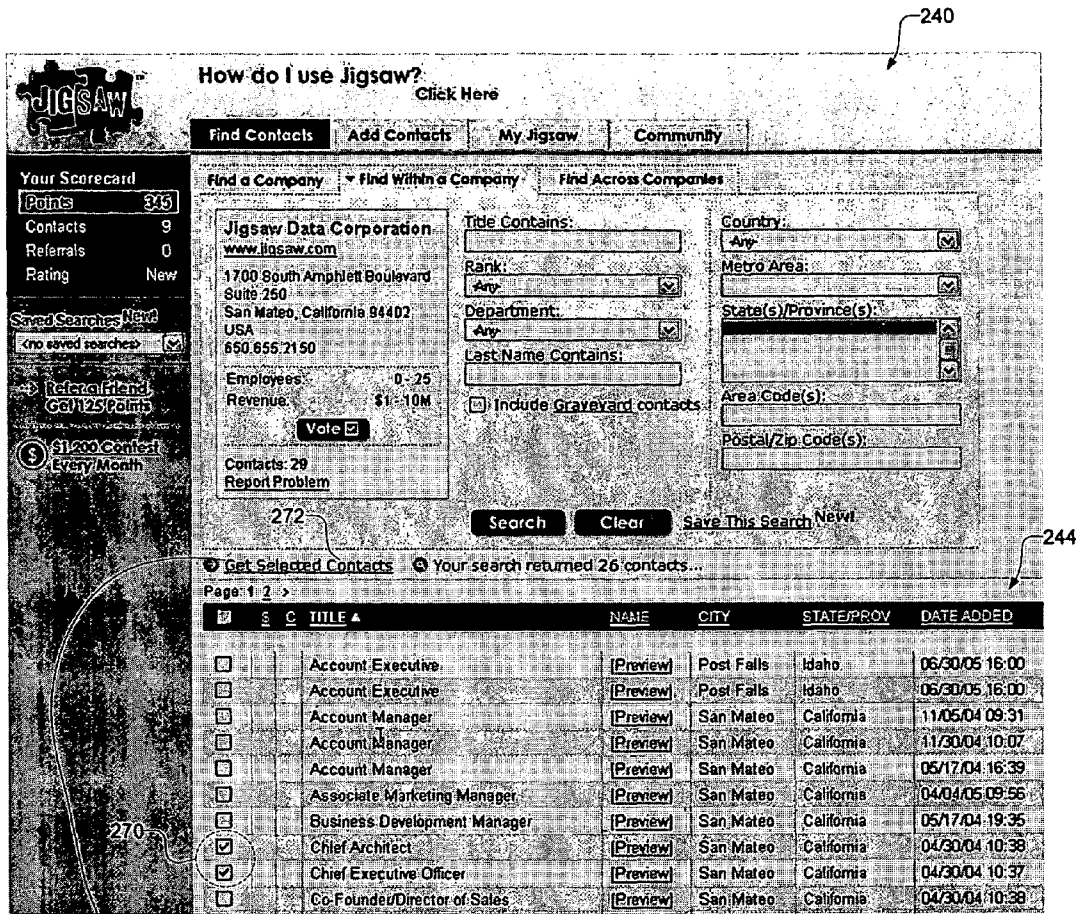 240
JIGSAW
How do I use Jigsaw?
Click Here
Find Contacts Add Contacts My Jigsaw Community
Your Scorecard
Points 345
Contacts 9
Referrals 0
Rating New
Saved Searches New!
<no saved searches>
Refer a Friend
Get 125 Points
$ $1,200 Contest
Every Month
Find a Company Find Within a Company Find Across Companies
Jigsaw Data Corporation
www.jigsaw.com
1700 South Amphlett Boulevard
Suite 250
San Mateo, California 94402
USA
650.655.2150
Employees: 0 - 25
Revenue: $1 - 10M
Vote
Contacts: 29
Report Problem
Title Contains:
Rank:
-Any-
Department:
-Any-
Last Name Contains:
Include Graveyard contacts
Country:
-Any-
Metro Area:
State(s)/Province(s):
Area Code(s):
Postal/Zip Code(s):
272
Search Clear Save This Search New!
244
Get Selected Contacts Your search returned 26 contacts...
Page: 1 2 >
S C TITLE ▲ NAME CITY STATE/PROV DATE ADDED
Account Executive [Preview] Post Falls Idaho 06/30/05 16:00
Account Executive [Preview] Post Falls Idaho 06/30/05 16:00
Account Manager [Preview] San Mateo California 11/05/04 09:31
Account Manager [Preview] San Mateo California 11/30/04 10:07
Account Manager [Preview] San Mateo California 05/17/04 16:39
Associate Marketing Manager [Preview] San Mateo California 04/04/05 09:56
Business Development Manager [Preview] San Mateo California 05/17/04 19:35
270
Chief Architect [Preview] San Mateo California 04/30/04 10:38
Chief Executive Officer [Preview] San Mateo California 04/30/04 10:37
Co-Founder/Director of Sales [Preview] San Mateo California 04/30/04 10:38